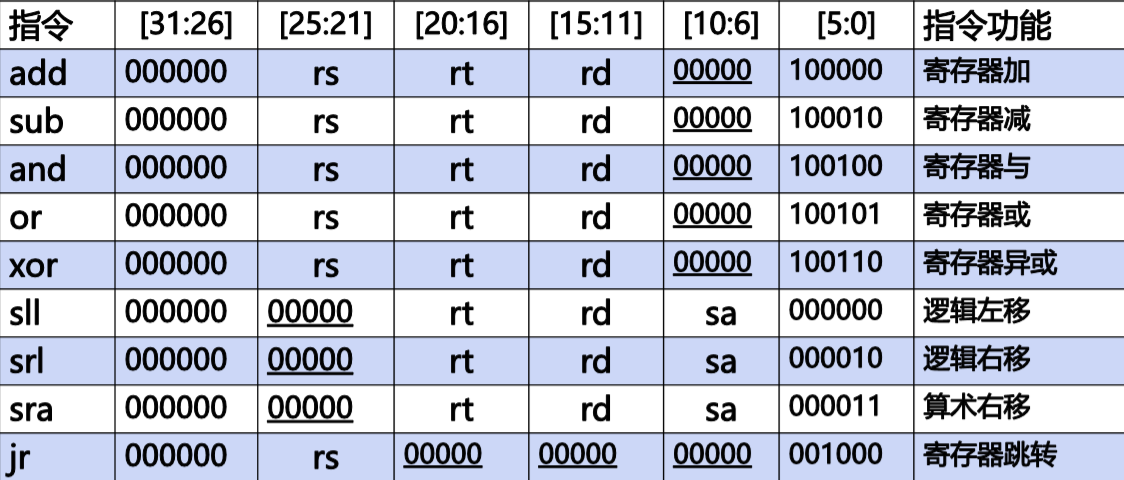 指令 [31:26] [25:21] [20:16] [15:11] [10:6] [5:0] 指令功能
add 000000 rs rt rd 00000 100000 寄存器加
sub 000000 rs rt rd 00000 100010 寄存器减
and 000000 rs rt rd 00000 100100 寄存器与
or 000000 rs rt rd 00000 100101 寄存器或
xor 000000 rs rt rd 00000 100110 寄存器异或
sll 000000 00000 rt rd sa 000000 逻辑左移
srl 000000 00000 rt rd sa 000010 逻辑右移
sra 000000 00000 rt rd sa 000011 算术右移
jr 000000 rs 00000 00000 00000 001000 寄存器跳转